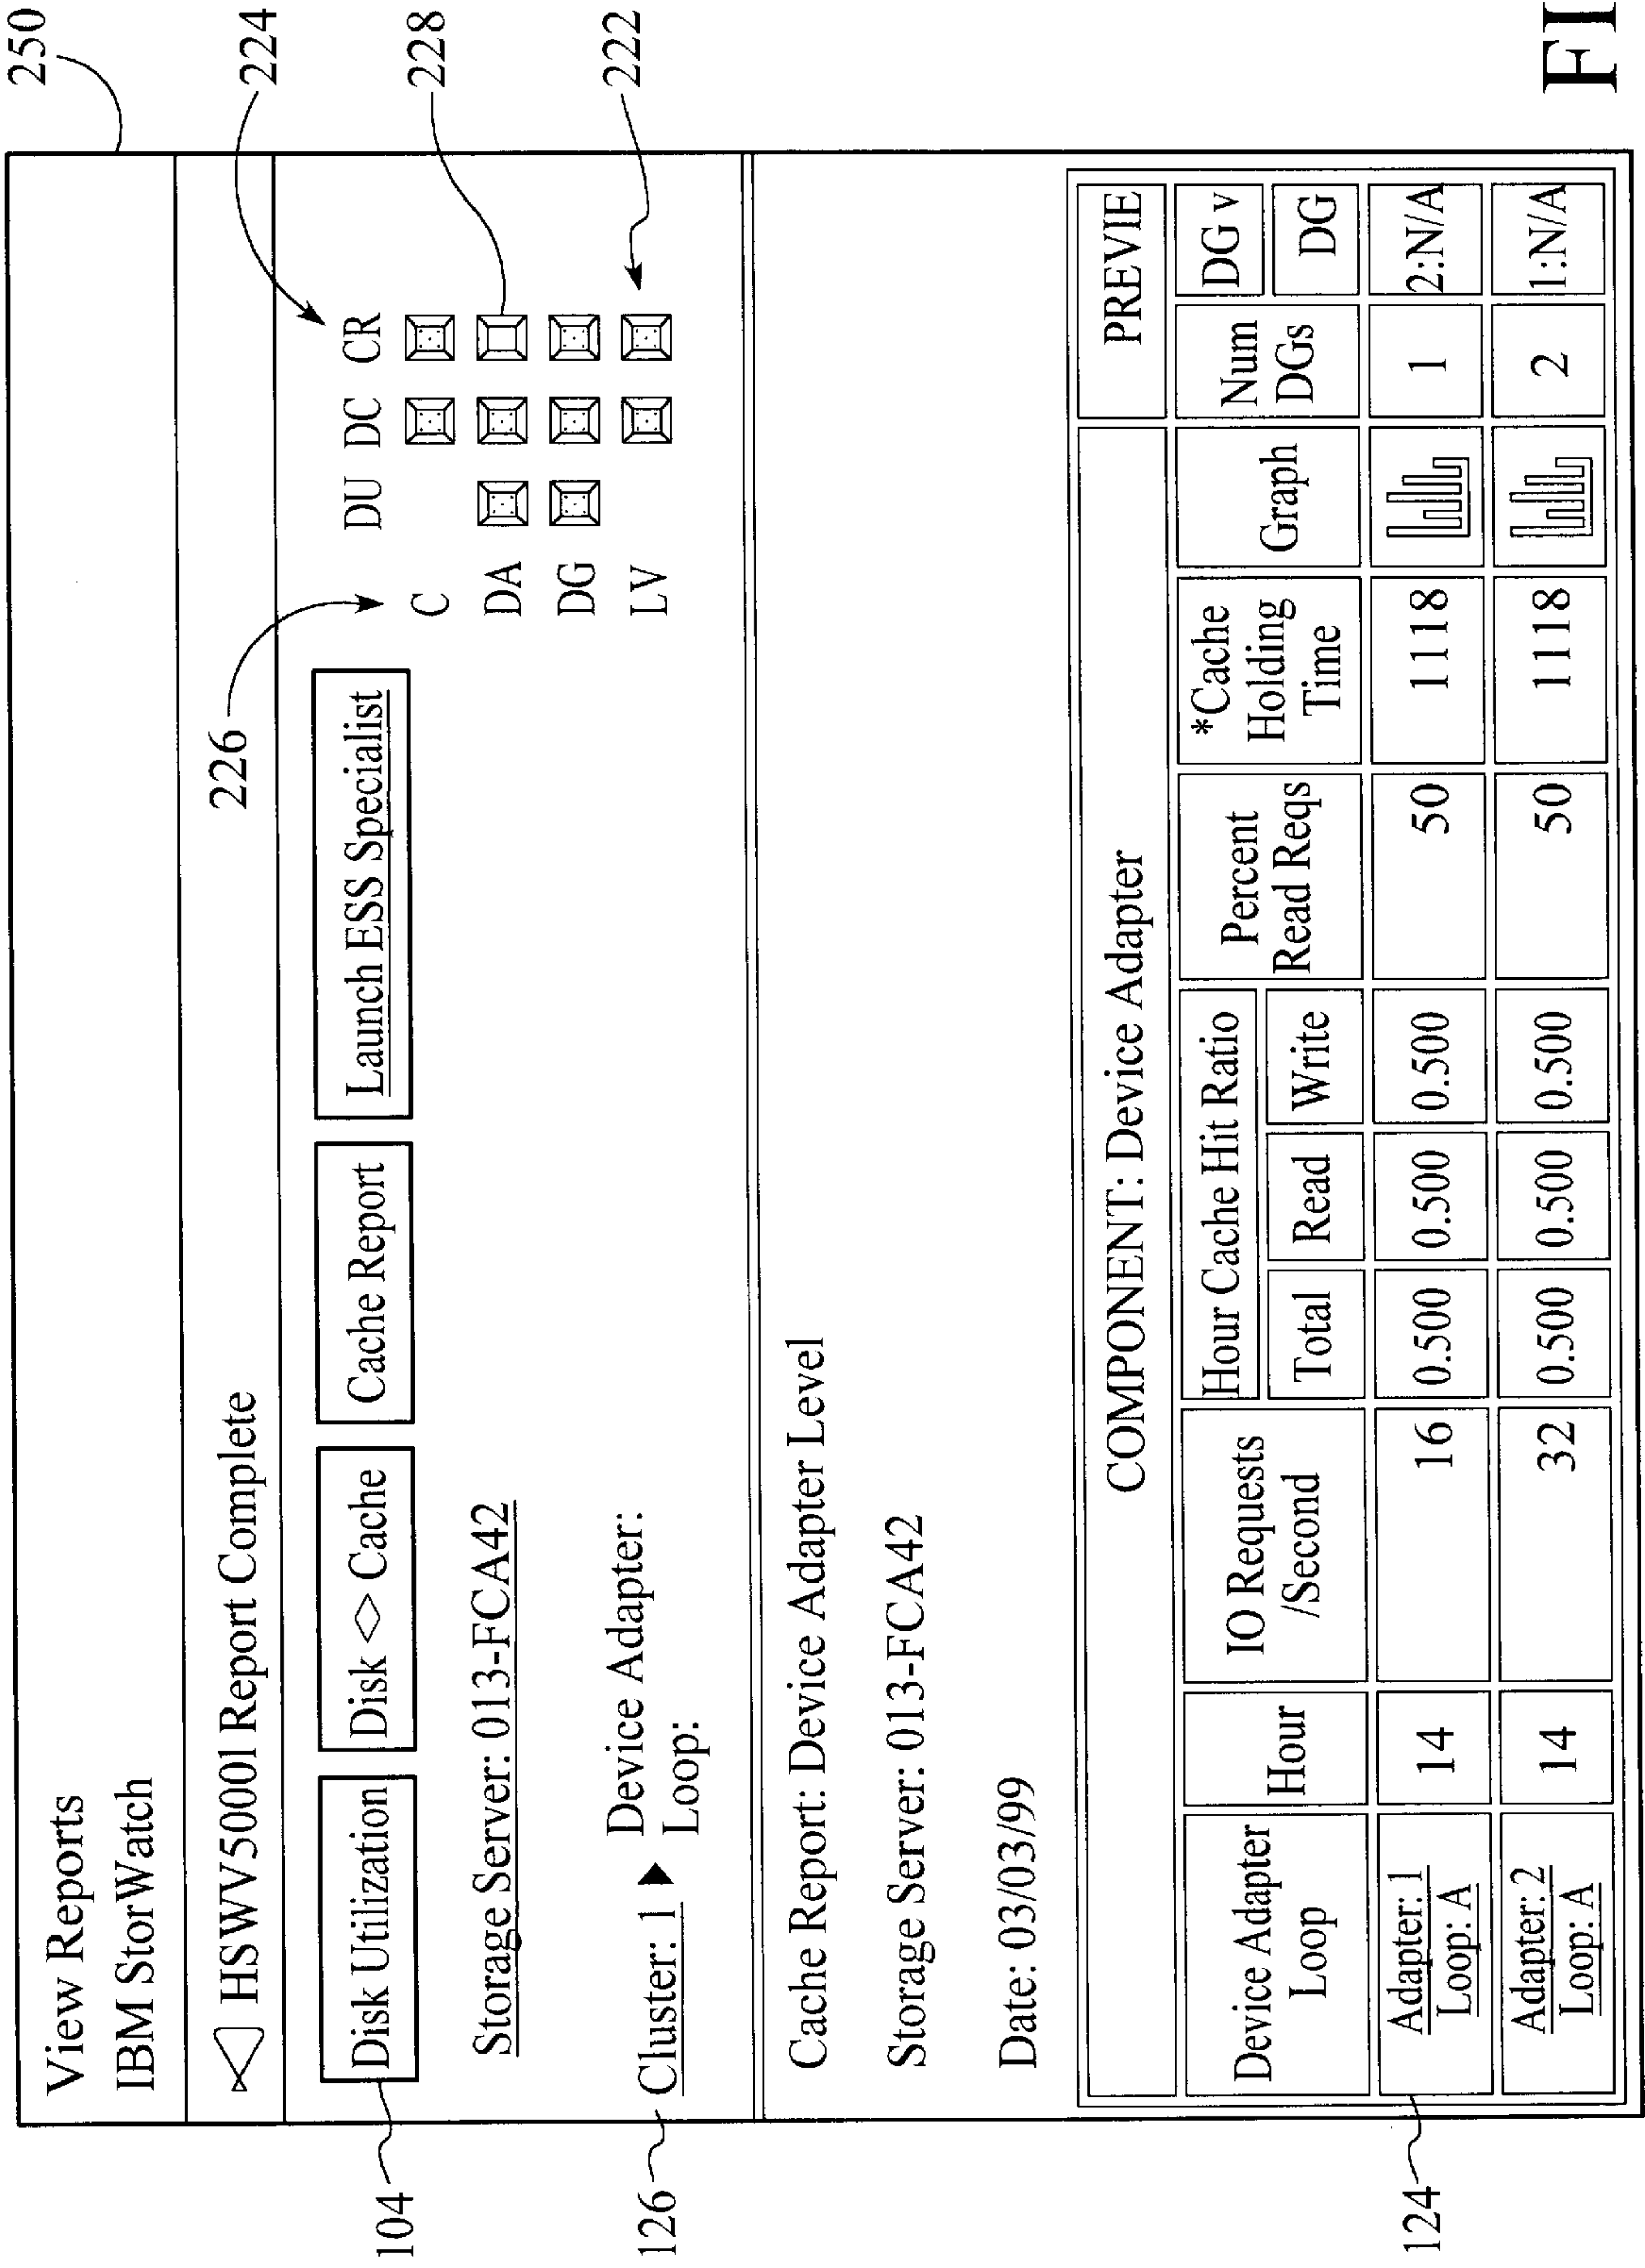 250
View Reports
IBM StorWatch
HSWV5000l Report Complete
224
226
228
222
104
Disk Utilization
Disk <> Cache
Cache Report
Launch ESS Specialist
DU DC CR
C
DA
DG
LV
Storage Server: 013-FCA42
126
Cluster: 1 Device Adapter:
Loop:
Cache Report: Device Adapter Level
Storage Server: 013-FCA42
Date: 03/03/99
COMPONENT: Device Adapter
PREVIE
Device Adapter
Loop
Hour
IO Requests
/Second
Hour Cache Hit Ratio
Total
Read
Write
Percent
Read Reqs
*Cache
Holding
Time
Graph
Num
DGs
DG v
DG
124
Adapter: 1
Loop: A
14
16
0.500
0.500
0.500
50
1118
1
2:N/A
Adapter: 2
Loop: A
14
32
0.500
0.500
0.500
50
1118
2
1:N/A
FI